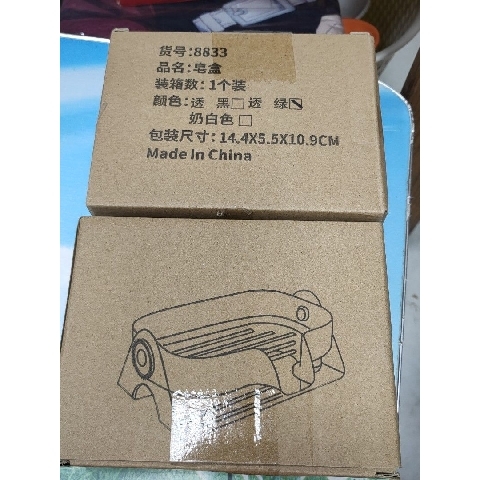 货号:8833
品名:皂盒
装箱数:1个装
颜色:透 黑□透 绿☑
奶白色□
包装尺寸:14.4X5.5X10.9CM
Made In China